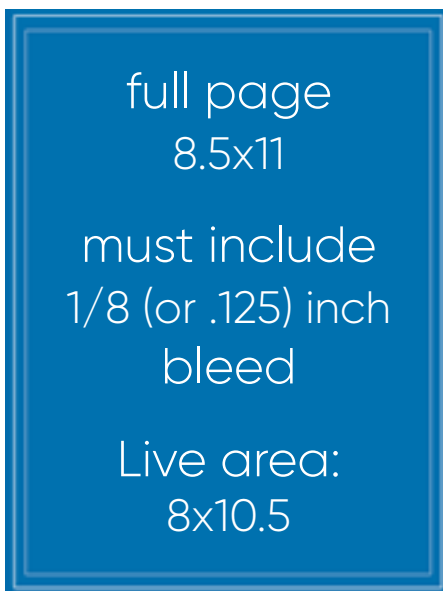 full page
8.5x11
must include
1/8 (or .125) inch
bleed
Live area:
8x10.5